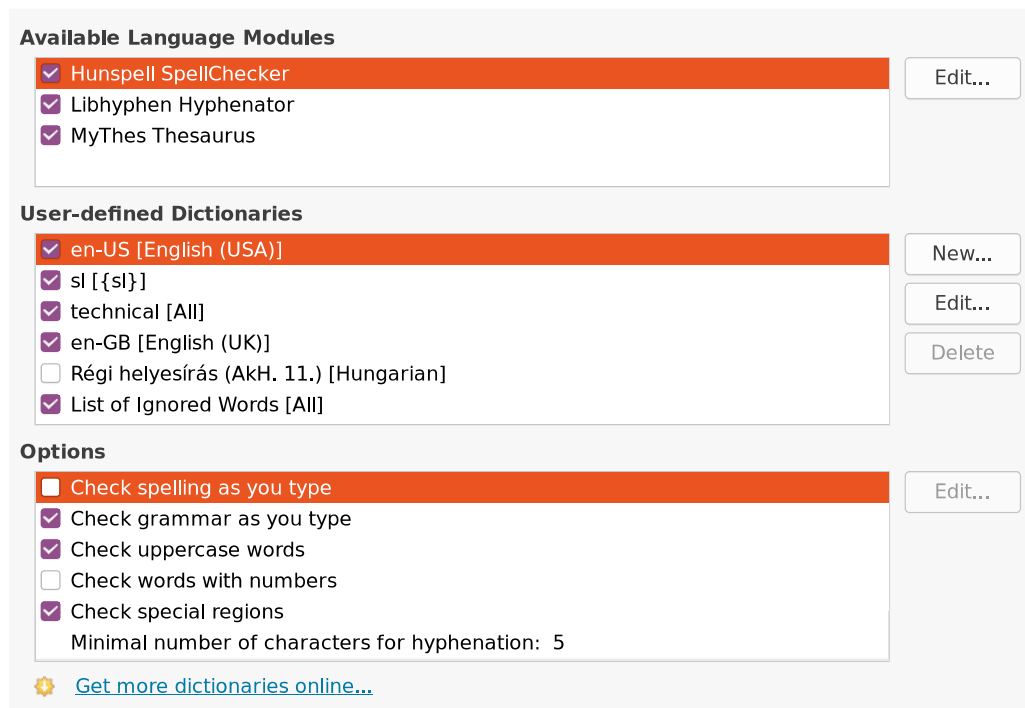 Available Language Modules
Hunspell SpellChecker
Edit...
Libhyphen Hyphenator
MyThes Thesaurus
User-defined Dictionaries
en-US [English (USA)]
New...
sl [{sl}]
technical [All]
Edit...
en-GB [English (UK)]
Delete
Régi helyesírás (AkH. 11.) [Hungarian]
List of Ignored Words [All]
Options
Check spelling as you type
Edit...
Check grammar as you type
Check uppercase words
Check words with numbers
Check special regions
Minimal number of characters for hyphenation: 5
Get more dictionaries online...